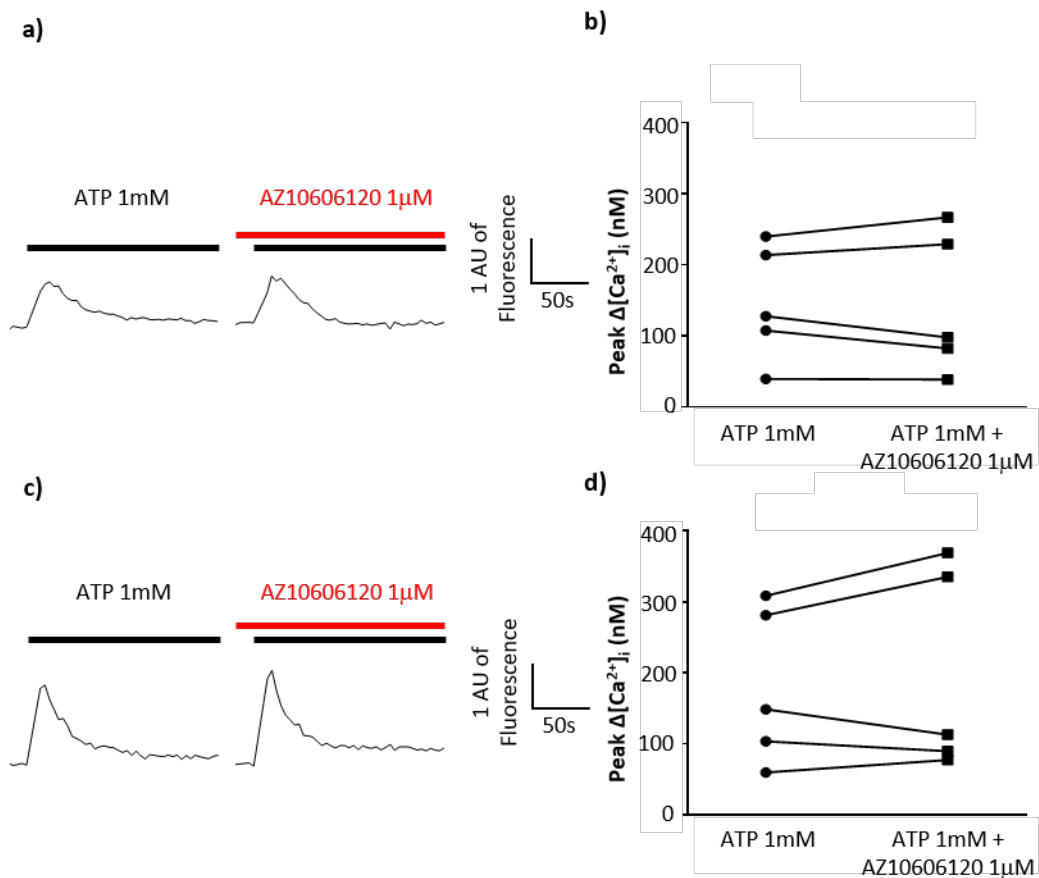 a)
ATP 1mM
AZ10606120 1μM
1 AU of
Fluorescence
50s
b)
Peak Δ[Ca²⁺]ᵢ (nM)
400
300
200
100
0
ATP 1mM
ATP 1mM +
AZ10606120 1μM
c)
ATP 1mM
AZ10606120 1μM
1 AU of
Fluorescence
50s
d)
Peak Δ[Ca²⁺]ᵢ (nM)
400
300
200
100
0
ATP 1mM
ATP 1mM +
AZ10606120 1μM